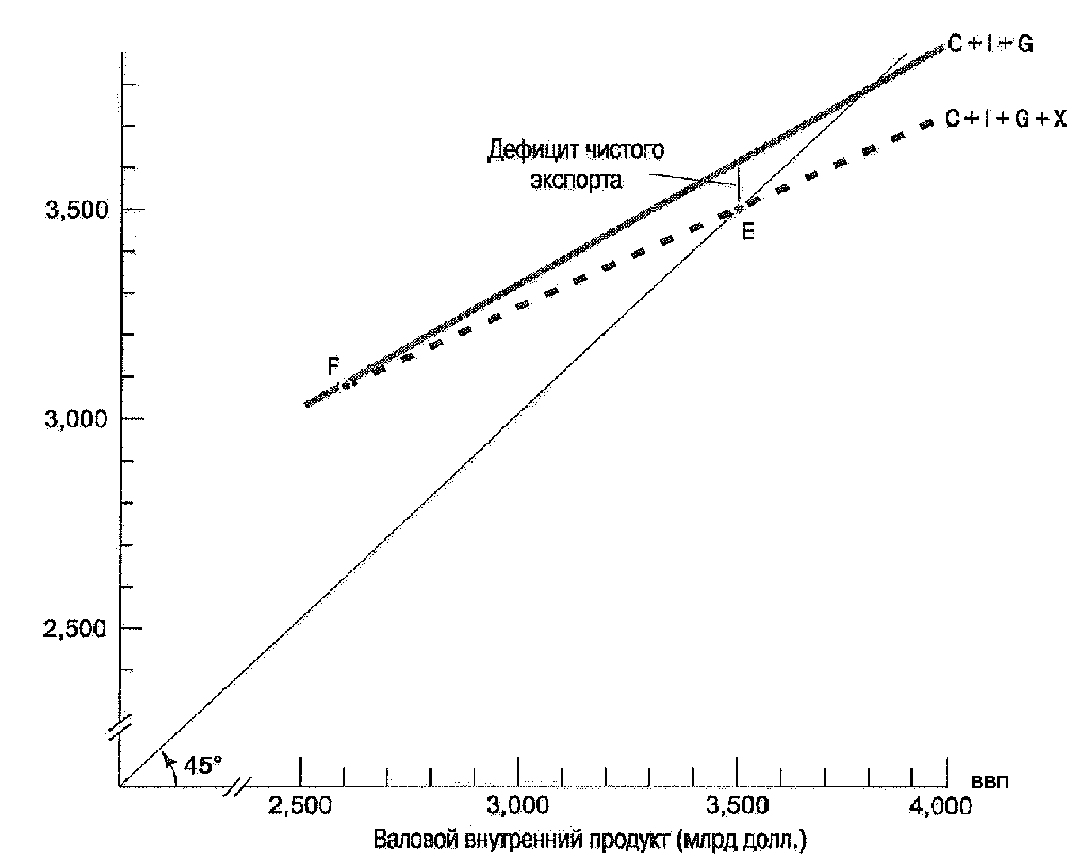 C+I+G
C+I+G+X
Дефицит чистого
экспорта
3,500
E
F
3,000
2,500
45°
ввп
2,500 3,000 3,500 4,000
Валовой внутренний продукт (млрд долл.)